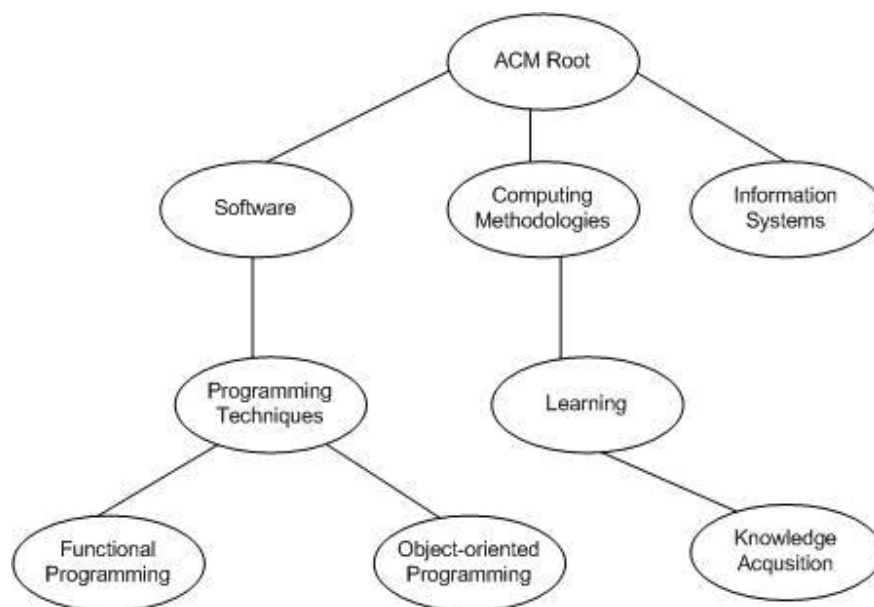 ACM Root
Software
Computing
Methodologies
Information
Systems
Programming
Techniques
Learning
Functional
Programming
Object-oriented
Programming
Knowledge
Acqusition